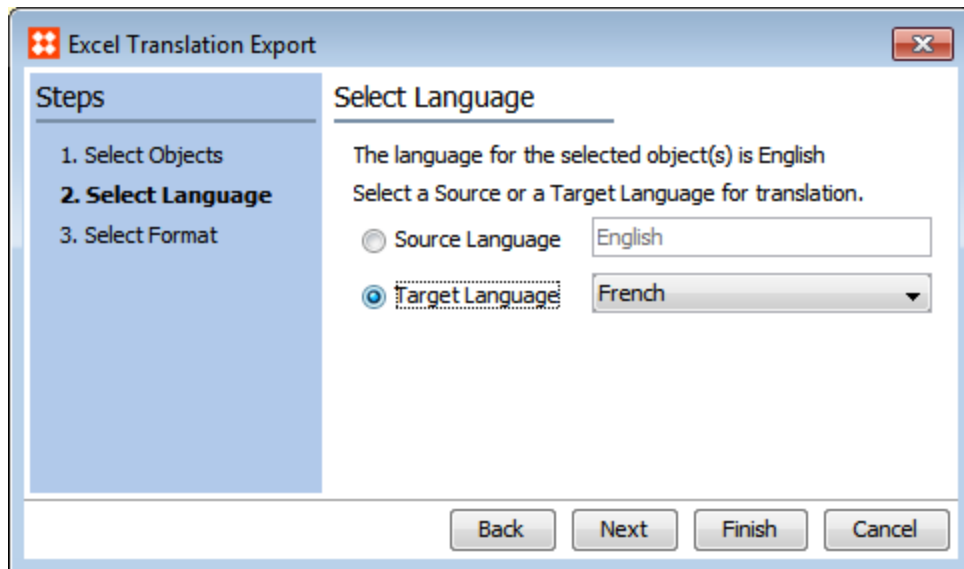 Excel Translation Export
Steps
1. Select Objects
2. Select Language
3. Select Format
Select Language
The language for the selected object(s) is English
Select a Source or a Target Language for translation.
Source Language English
Target Language French
Back Next Finish Cancel